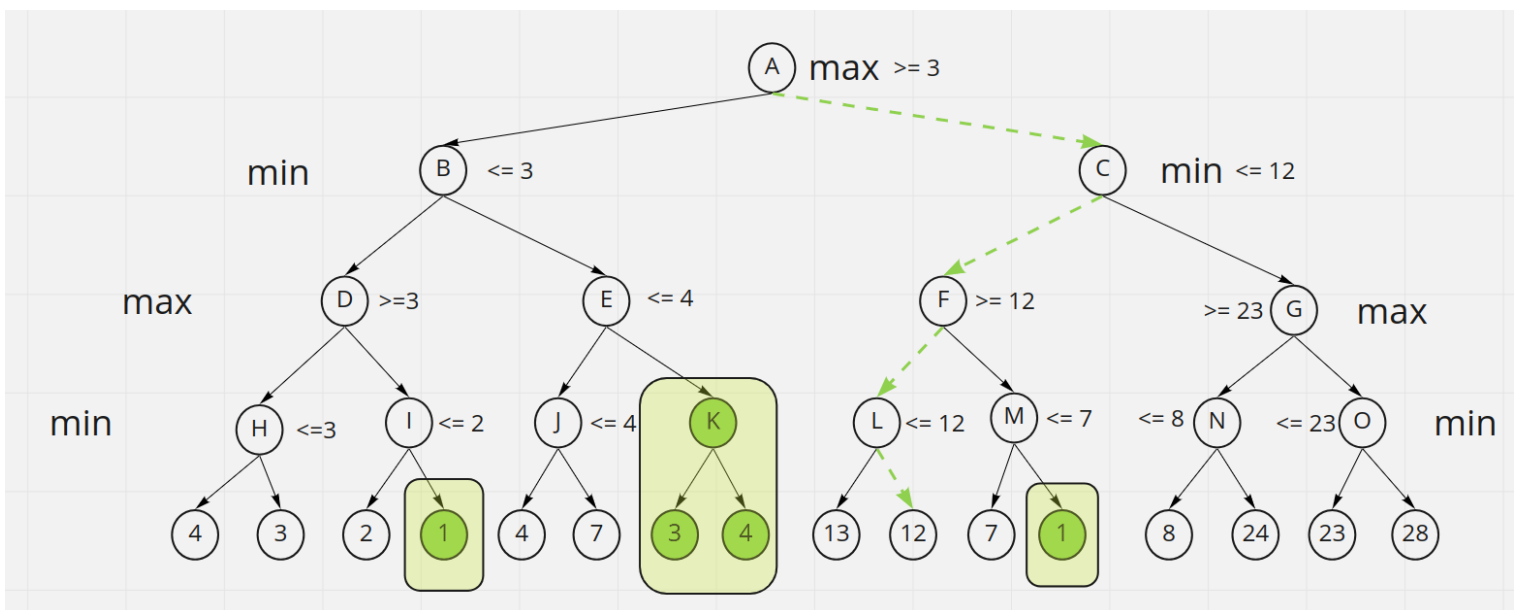 A max >= 3
min B <= 3 C min <= 12
max D >=3 E <= 4 F >= 12 >= 23 G max
min H <=3 I <= 2 J <= 4 K L <= 12 M <= 7 <= 8 N <= 23 O min
4 3 2 1 4 7 3 4 13 12 7 1 8 24 23 28